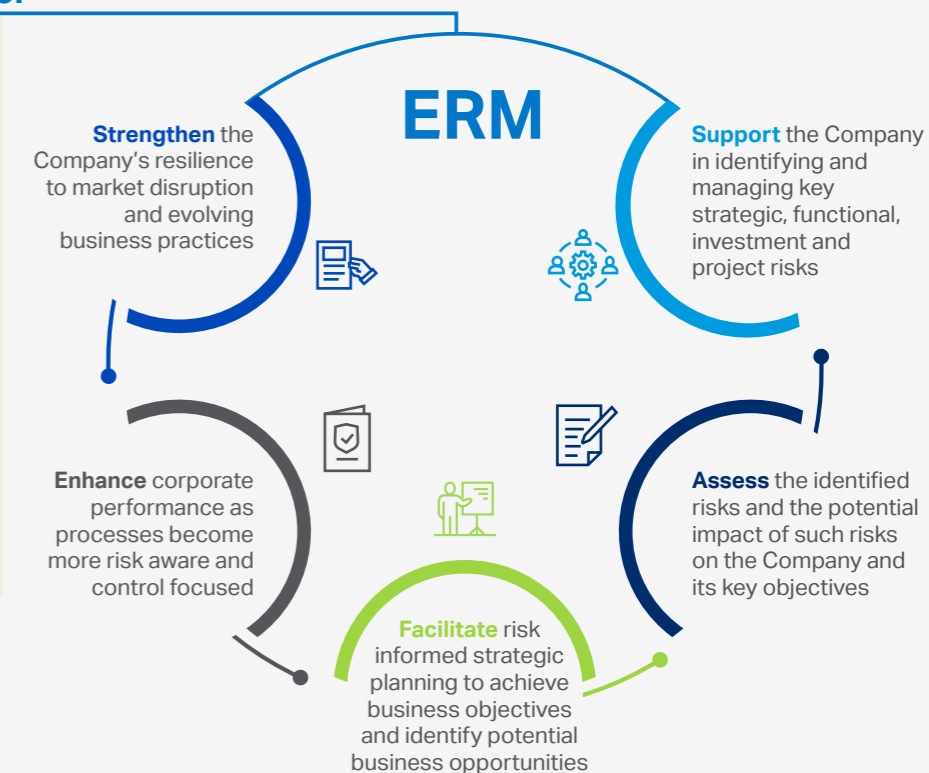 ERM
Strengthen the
Company's resilience
to market disruption
and evolving
business practices
Support the Company
in identifying and
managing key
strategic, functional,
investment and
project risks
Enhance corporate
performance as
processes become
more risk aware and
control focused
Assess the identified
risks and the potential
impact of such risks
on the Company and
its key objectives
Facilitate risk
informed strategic
planning to achieve
business objectives
and identify potential
business opportunities